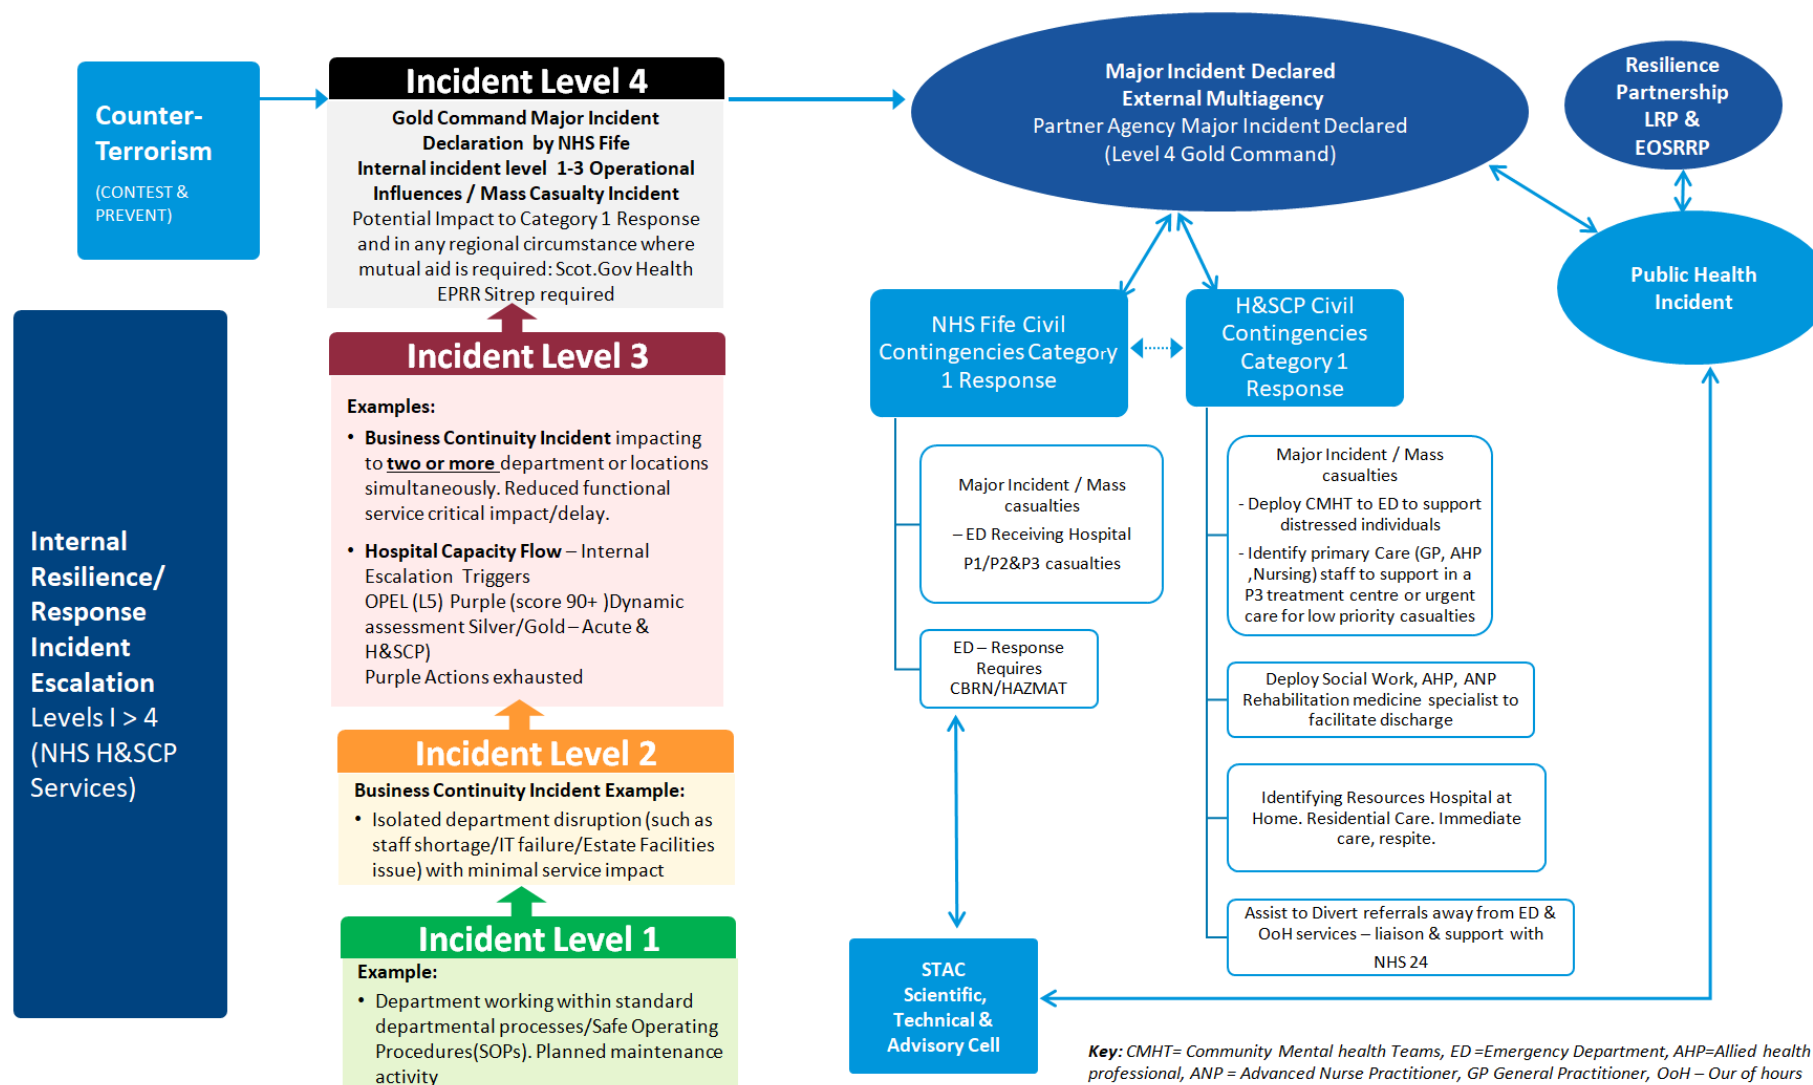 Counter-
Terrorism
(CONTEST &
PREVENT)
Internal
Resilience/
Response
Incident
Escalation
Levels I > 4
(NHS H&SCP
Services)
Incident Level 4
Gold Command Major Incident
Declaration by NHS Fife
Internal incident level 1-3 Operational
Influences / Mass Casualty Incident
Potential Impact to Category 1 Response
and in any regional circumstance where
mutual aid is required: Scot.Gov Health
EPRR Sitrep required
Incident Level 3
Examples:
• Business Continuity Incident impacting
to two or more department or locations
simultaneously. Reduced functional
service critical impact/delay.
• Hospital Capacity Flow – Internal
Escalation Triggers
OPEL (L5) Purple (score 90+ )Dynamic
assessment Silver/Gold – Acute &
H&SCP)
Purple Actions exhausted
Incident Level 2
Business Continuity Incident Example:
• Isolated department disruption (such as
staff shortage/IT failure/Estate Facilities
issue) with minimal service impact
Incident Level 1
Example:
• Department working within standard
departmental processes/Safe Operating
Procedures(SOPs). Planned maintenance
activity
Major Incident Declared
External Multiagency
Partner Agency Major Incident Declared
(Level 4 Gold Command)
Resilience
Partnership
LRP &
EOSRRP
Public Health
Incident
NHS Fife Civil
Contingencies Category
1 Response
H&SCP Civil
Contingencies
Category 1
Response
Major Incident / Mass
casualties
– ED Receiving Hospital
P1/P2&P3 casualties
ED – Response
Requires
CBRN/HAZMAT
Major Incident / Mass
casualties
- Deploy CMHT to ED to support
distressed individuals
- Identify primary Care (GP, AHP
,Nursing) staff to support in a
P3 treatment centre or urgent
care for low priority casualties
Deploy Social Work, AHP, ANP
Rehabilitation medicine specialist to
facilitate discharge
Identifying Resources Hospital at
Home. Residential Care. Immediate
care, respite.
Assist to Divert referrals away from ED &
OoH services – liaison & support with
NHS 24
STAC
Scientific,
Technical &
Advisory Cell
Key: CMHT= Community Mental health Teams, ED =Emergency Department, AHP=Allied health
professional, ANP = Advanced Nurse Practitioner, GP General Practitioner, OoH – Our of hours